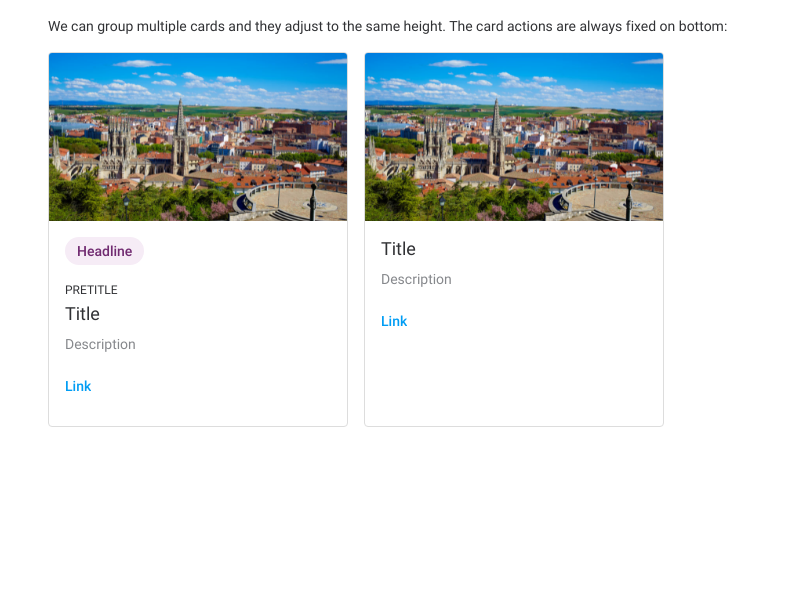 We can group multiple cards and they adjust to the same height. The card actions are always fixed on bottom:
Headline
PRETITLE
Title
Description
Link
Title
Description
Link